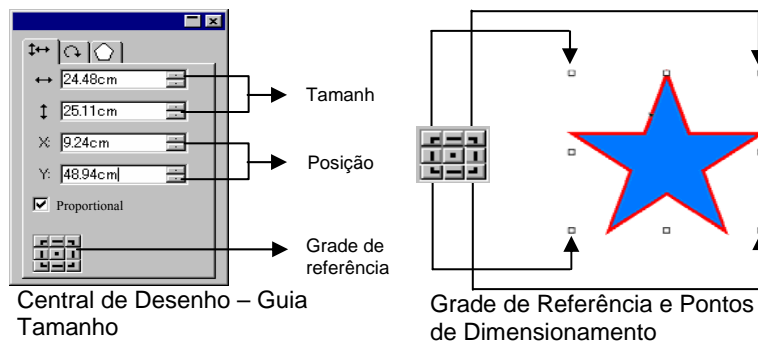 24.48cm
25.11cm
Tamanh
X: 9.24cm
Posição
Y: 48.94cm
Proportional
Grade de
referência
Central de Desenho – Guia
Tamanho
Grade de Referência e Pontos
de Dimensionamento